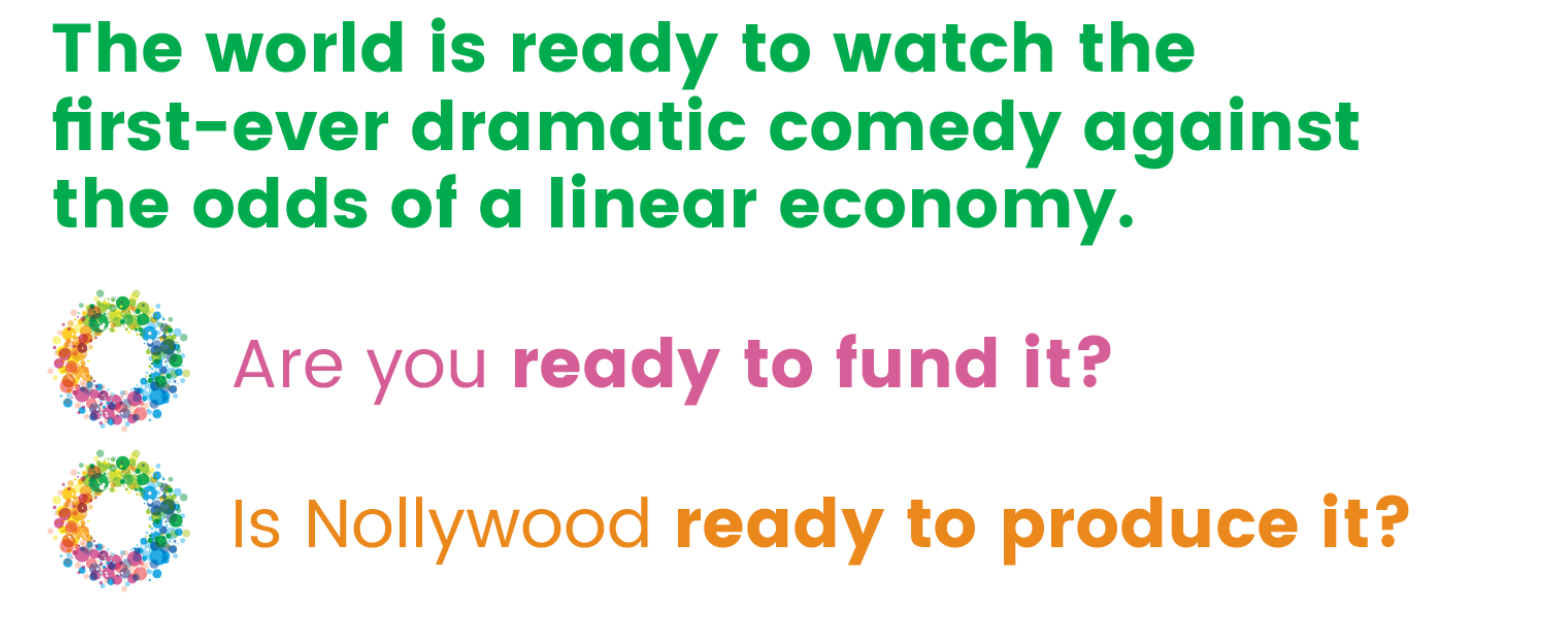 The world is ready to watch the
first-ever dramatic comedy against
the odds of a linear economy.
Are you ready to fund it?
Is Nollywood ready to produce it?